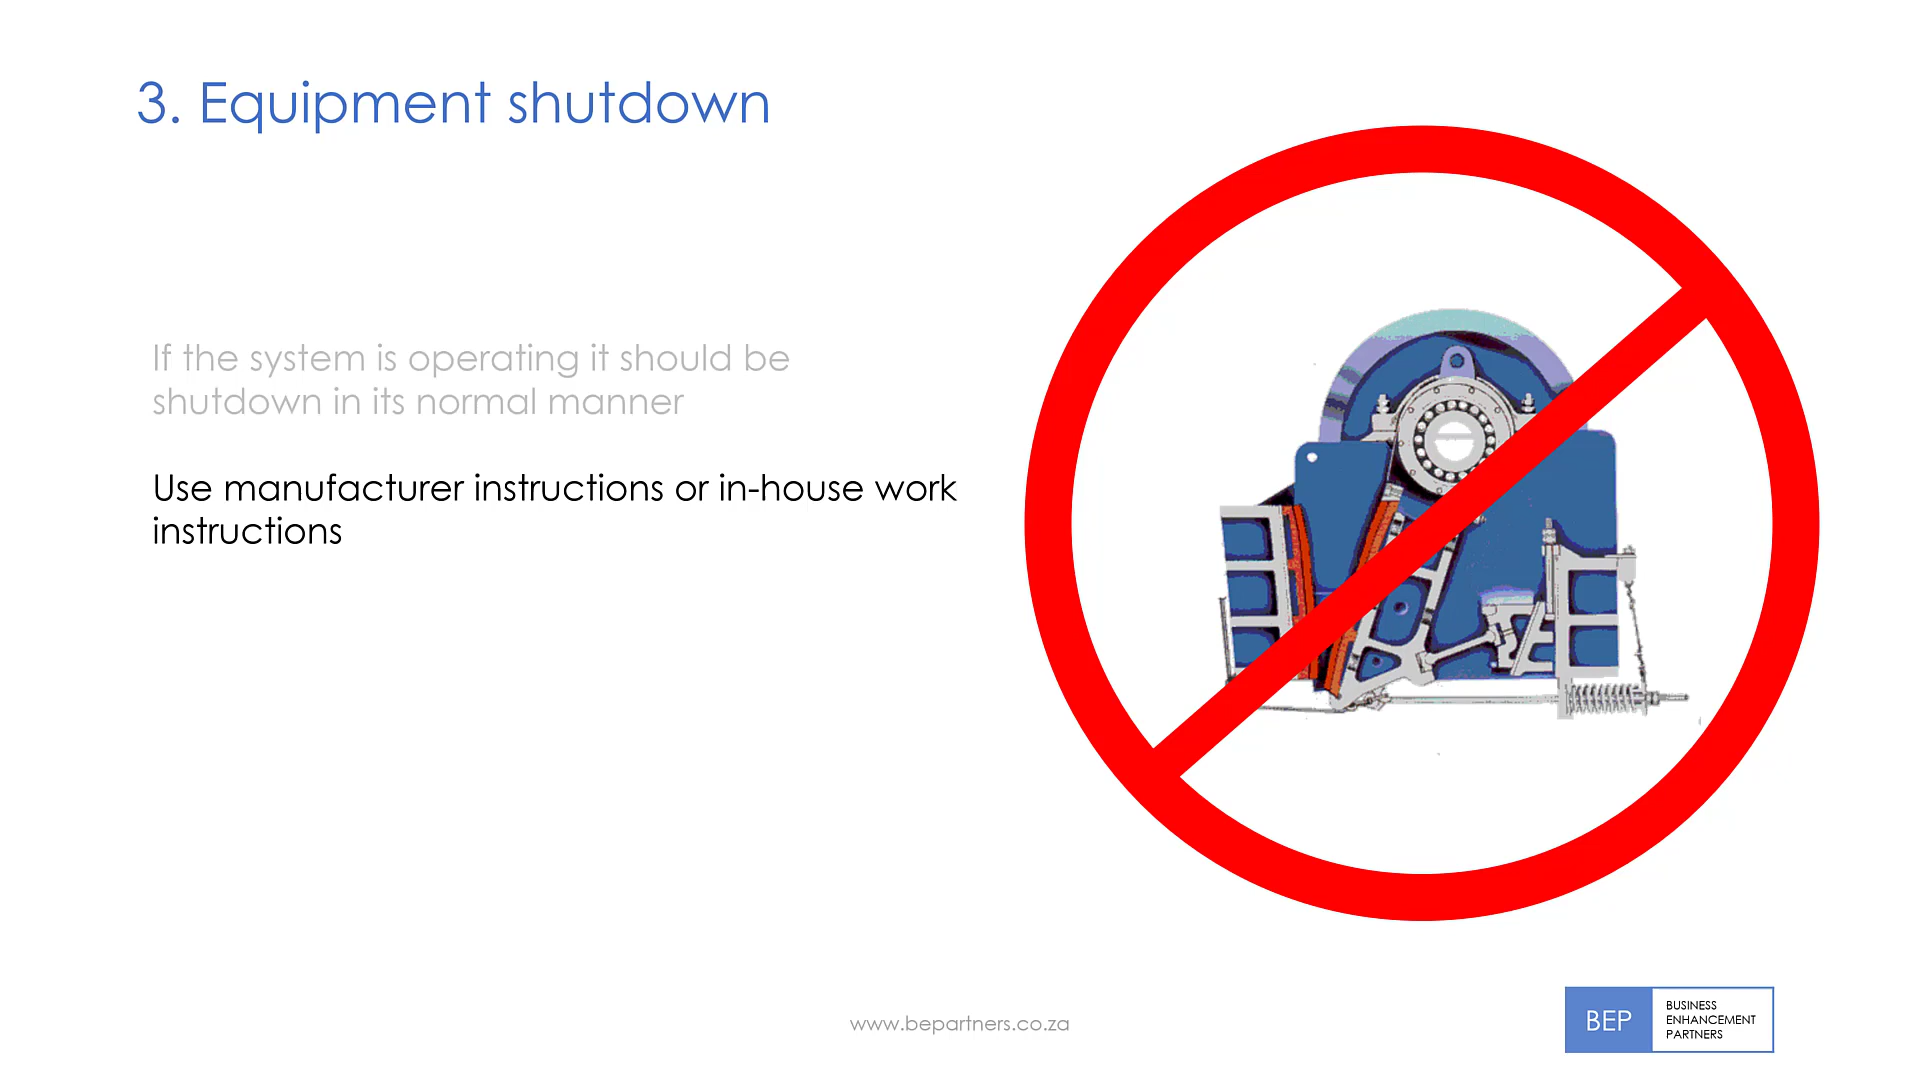 3. Equipment shutdown
If the system is operating it should be
shutdown in its normal manner
Use manufacturer instructions or in-house work
instructions
www.bepartners.co.za
BEP
BUSINESS
ENHANCEMENT
PARTNERS